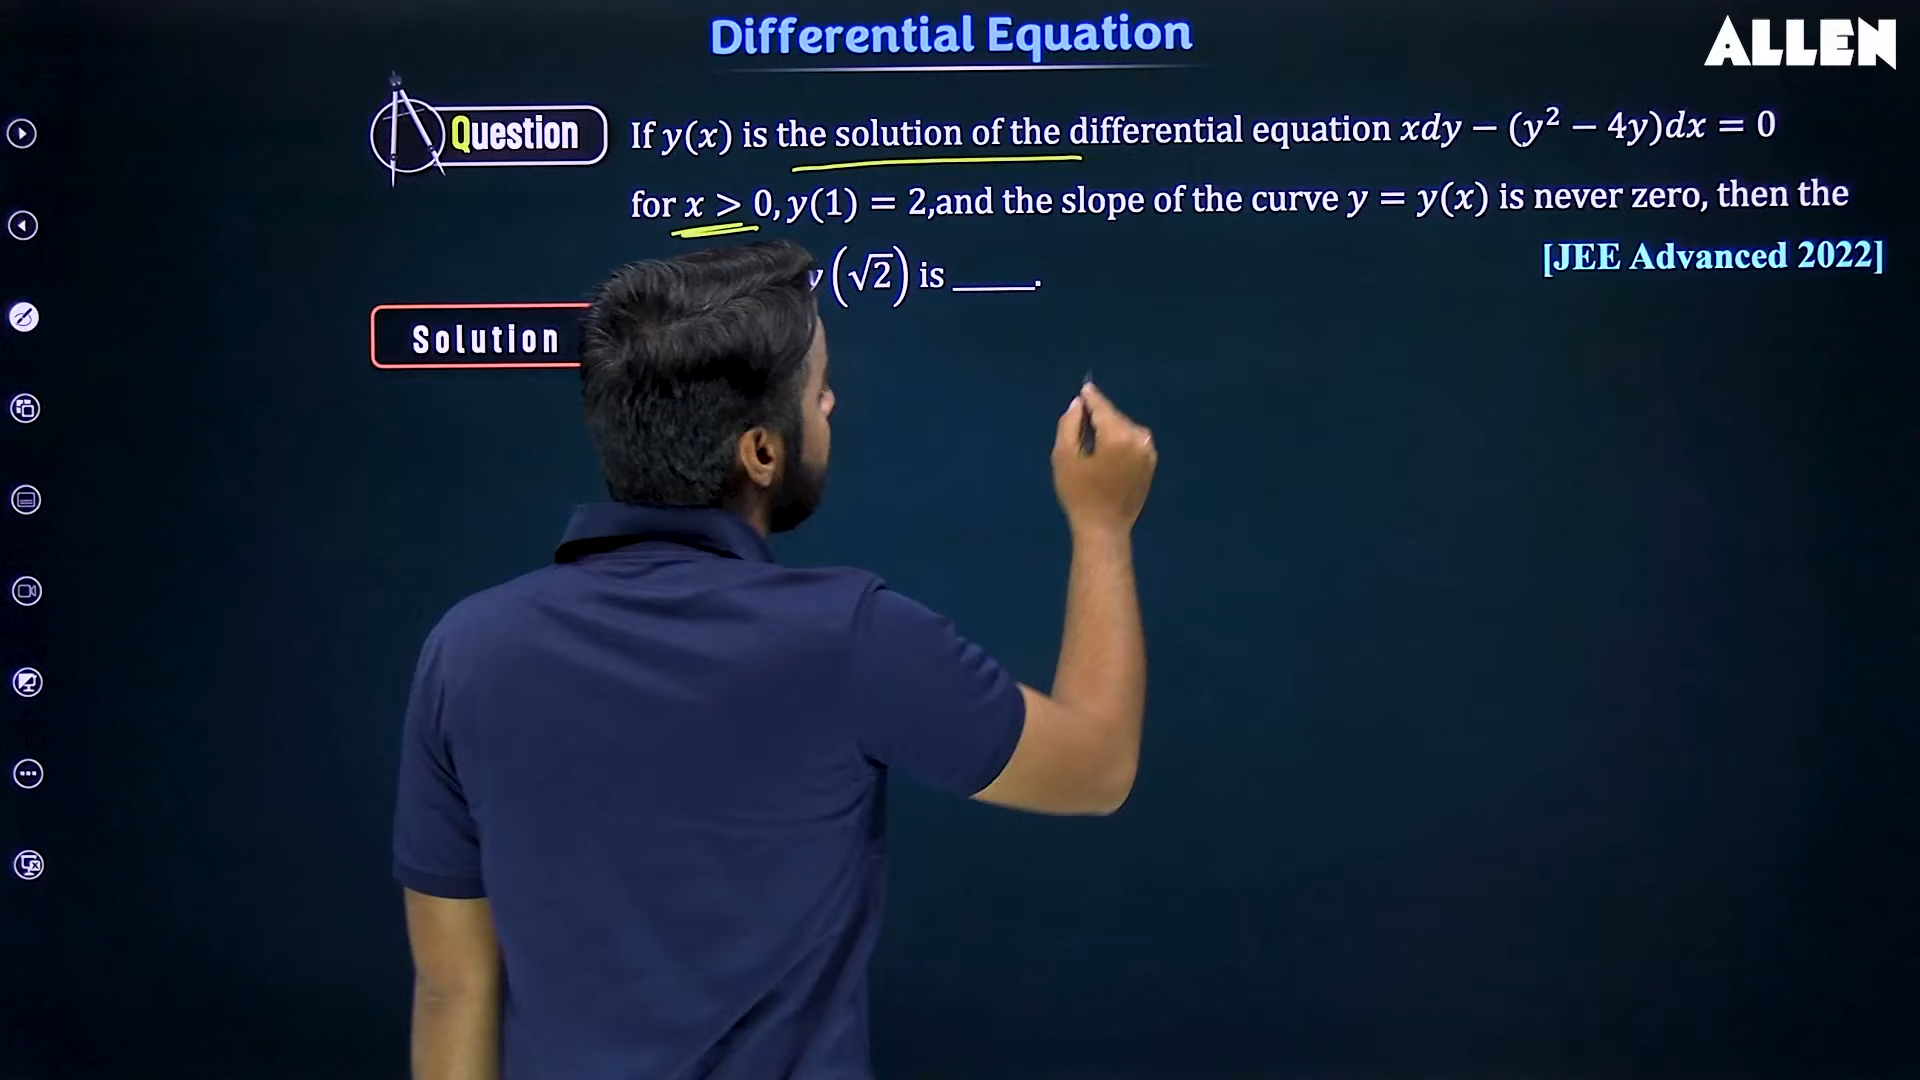 Differential Equation
ALLEN
Question
If y(x) is the solution of the differential equation xdy − (y² − 4y)dx = 0
for x > 0, y(1) = 2,and the slope of the curve y = y(x) is never zero, then the
y(√2) is _____.
[JEE Advanced 2022]
Solution